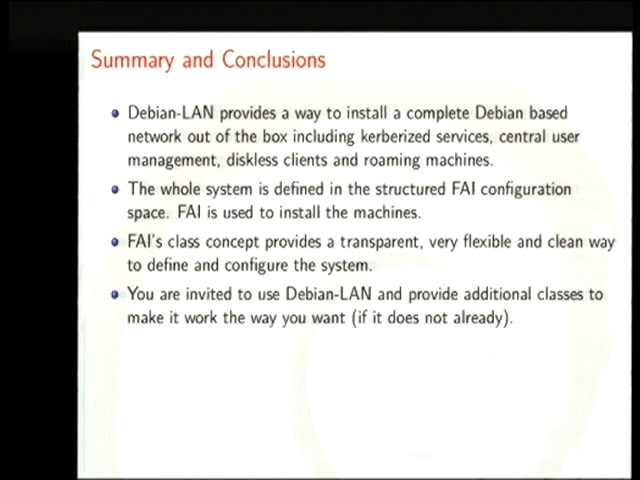 Summary and Conclusions
Debian-LAN provides a way to install a complete Debian based
network out of the box including kerberized services, central user
management, diskless clients and roaming machines.
The whole system is defined in the structured FAI configuration
space. FAI is used to install the machines.
FAI's class concept provides a transparent, very flexible and clean way
to define and configure the system.
You are invited to use Debian-LAN and provide additional classes to
make it work the way you want (if it does not already).